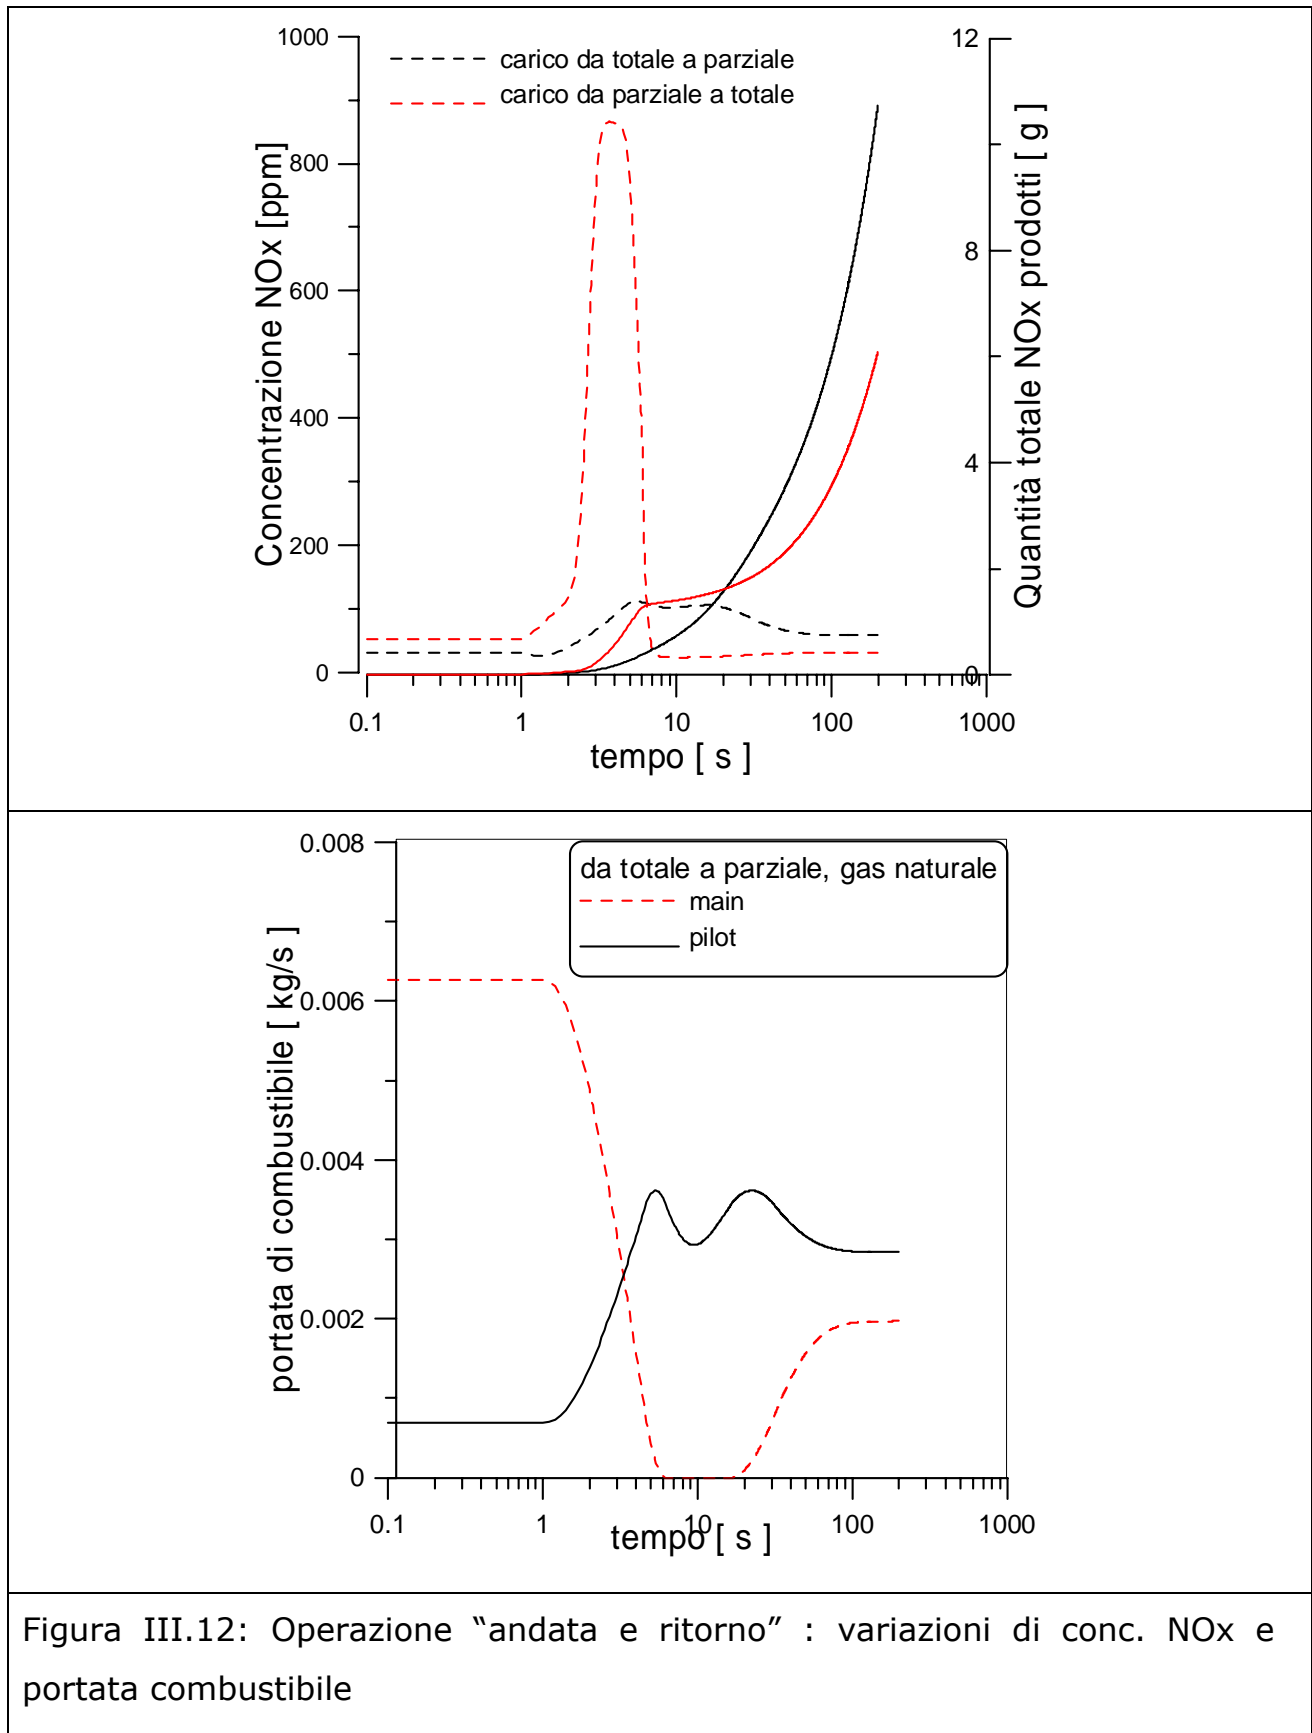 1000
800
600
400
200
0
Concentrazione NOx [ppm]
carico da totale a parziale
carico da parziale a totale
12
8
4
0
Quantità totale NOx prodotti [ g ]
0.1 1 10 100 1000
tempo [ s ]
0.008
0.006
0.004
0.002
0
portata di combustibile [ kg/s ]
da totale a parziale, gas naturale
main
pilot
0.1 1 10 100 1000
tempo [ s ]
Figura III.12: Operazione “andata e ritorno” : variazioni di conc. NOx e
portata combustibile